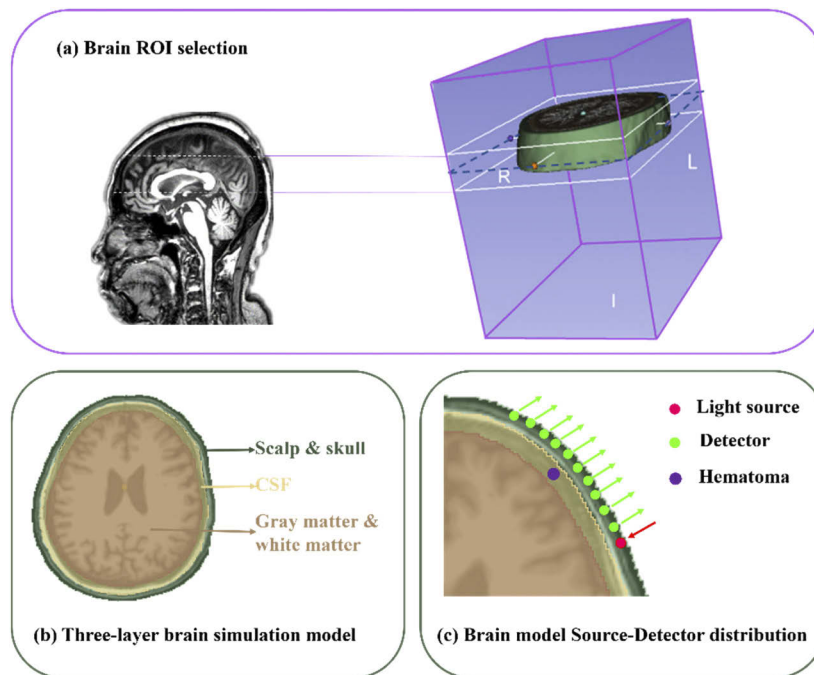 (a) Brain ROI selection
R
L
I
Scalp & skull
CSF
Gray matter &
white matter
(b) Three-layer brain simulation model
Light source
Detector
Hematoma
(c) Brain model Source-Detector distribution